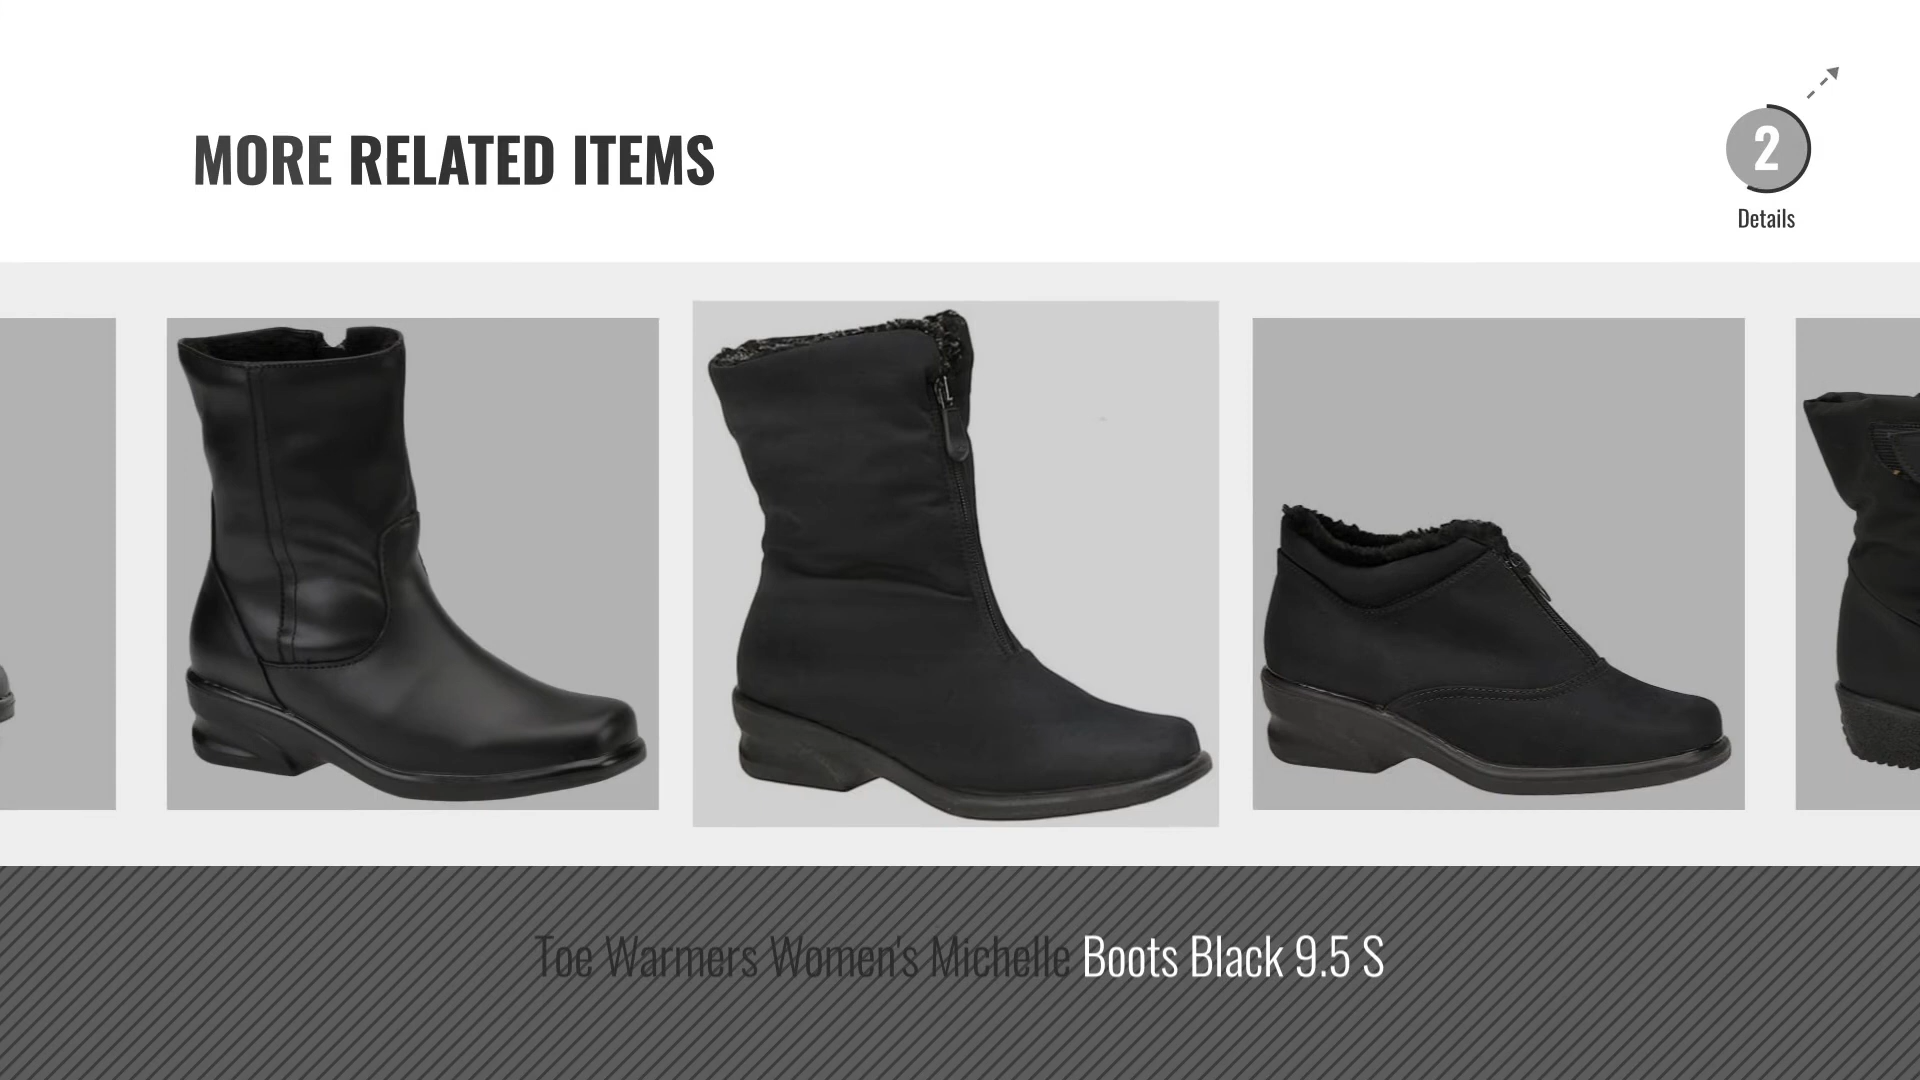 MORE RELATED ITEMS
2
Details
Toe Warmers Women's Michelle Boots Black 9.5 S